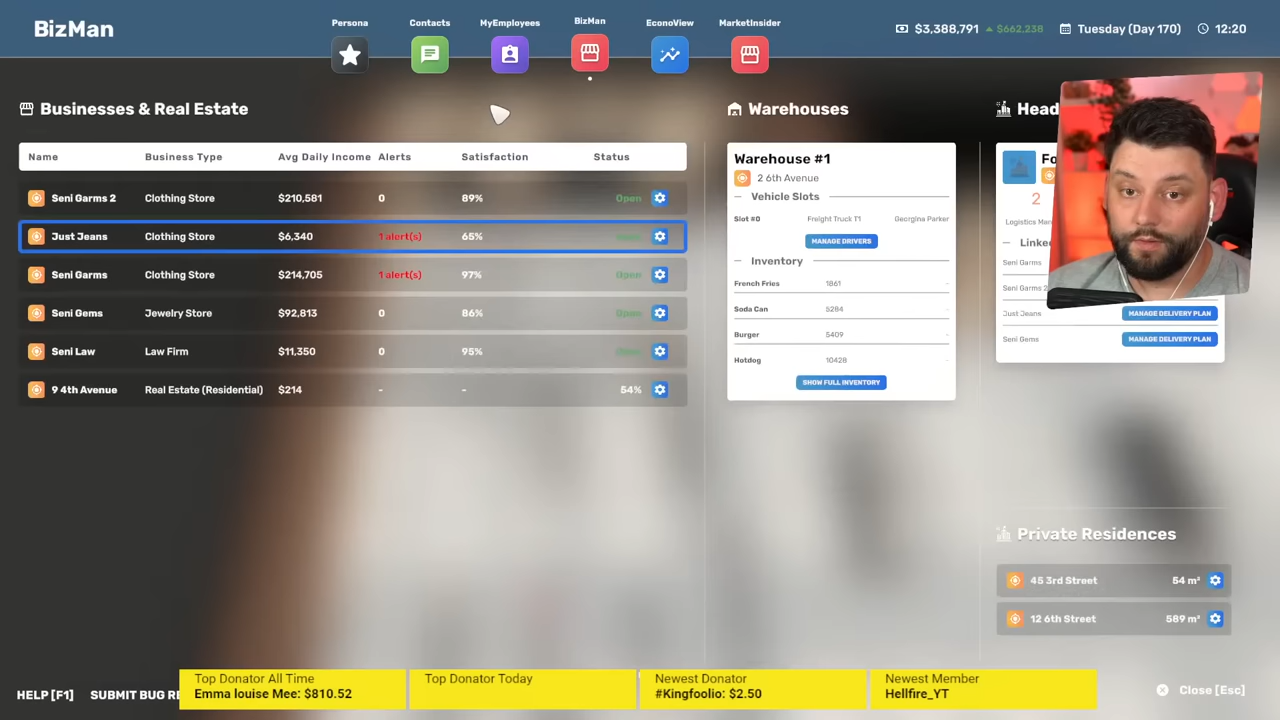 BizMan
Persona
Contacts
MyEmployees
BizMan
EconoView
MarketInsider
$3,388,791
$662,238
Tuesday (Day 170)
12:20
Businesses & Real Estate
Name Business Type Avg Daily Income Alerts Satisfaction Status
Seni Garms 2 Clothing Store $210,581 0 89% Open
Just Jeans Clothing Store $6,340 1 alert(s) 65%
Seni Garms Clothing Store $214,705 1 alert(s) 97% Open
Seni Gems Jewelry Store $92,813 0 86% Open
Seni Law Law Firm $11,350 0 95% Open
9 4th Avenue Real Estate (Residential) $214 - - 54%
Warehouses
Warehouse #1
2 6th Avenue
Vehicle Slots
Slot #0 Freight Truck T1 Georgina Parker
MANAGE DRIVERS
Inventory
French Fries 1861 -
Soda Can 5284 -
Burger 5409 -
Hotdog 10428 -
SHOW FULL INVENTORY
Head
Fo
2
Logistics Man
Linke
Seni Garms
Seni Garms 2
Just Jeans MANAGE DELIVERY PLAN
Seni Gems MANAGE DELIVERY PLAN
Private Residences
45 3rd Street 54 m²
12 6th Street 589 m²
HELP [F1] SUBMIT BUG RE
Top Donator All Time
Emma louise Mee: $810.52
Top Donator Today
Newest Donator
#Kingfoolio: $2.50
Newest Member
Hellfire_YT
Close [Esc]